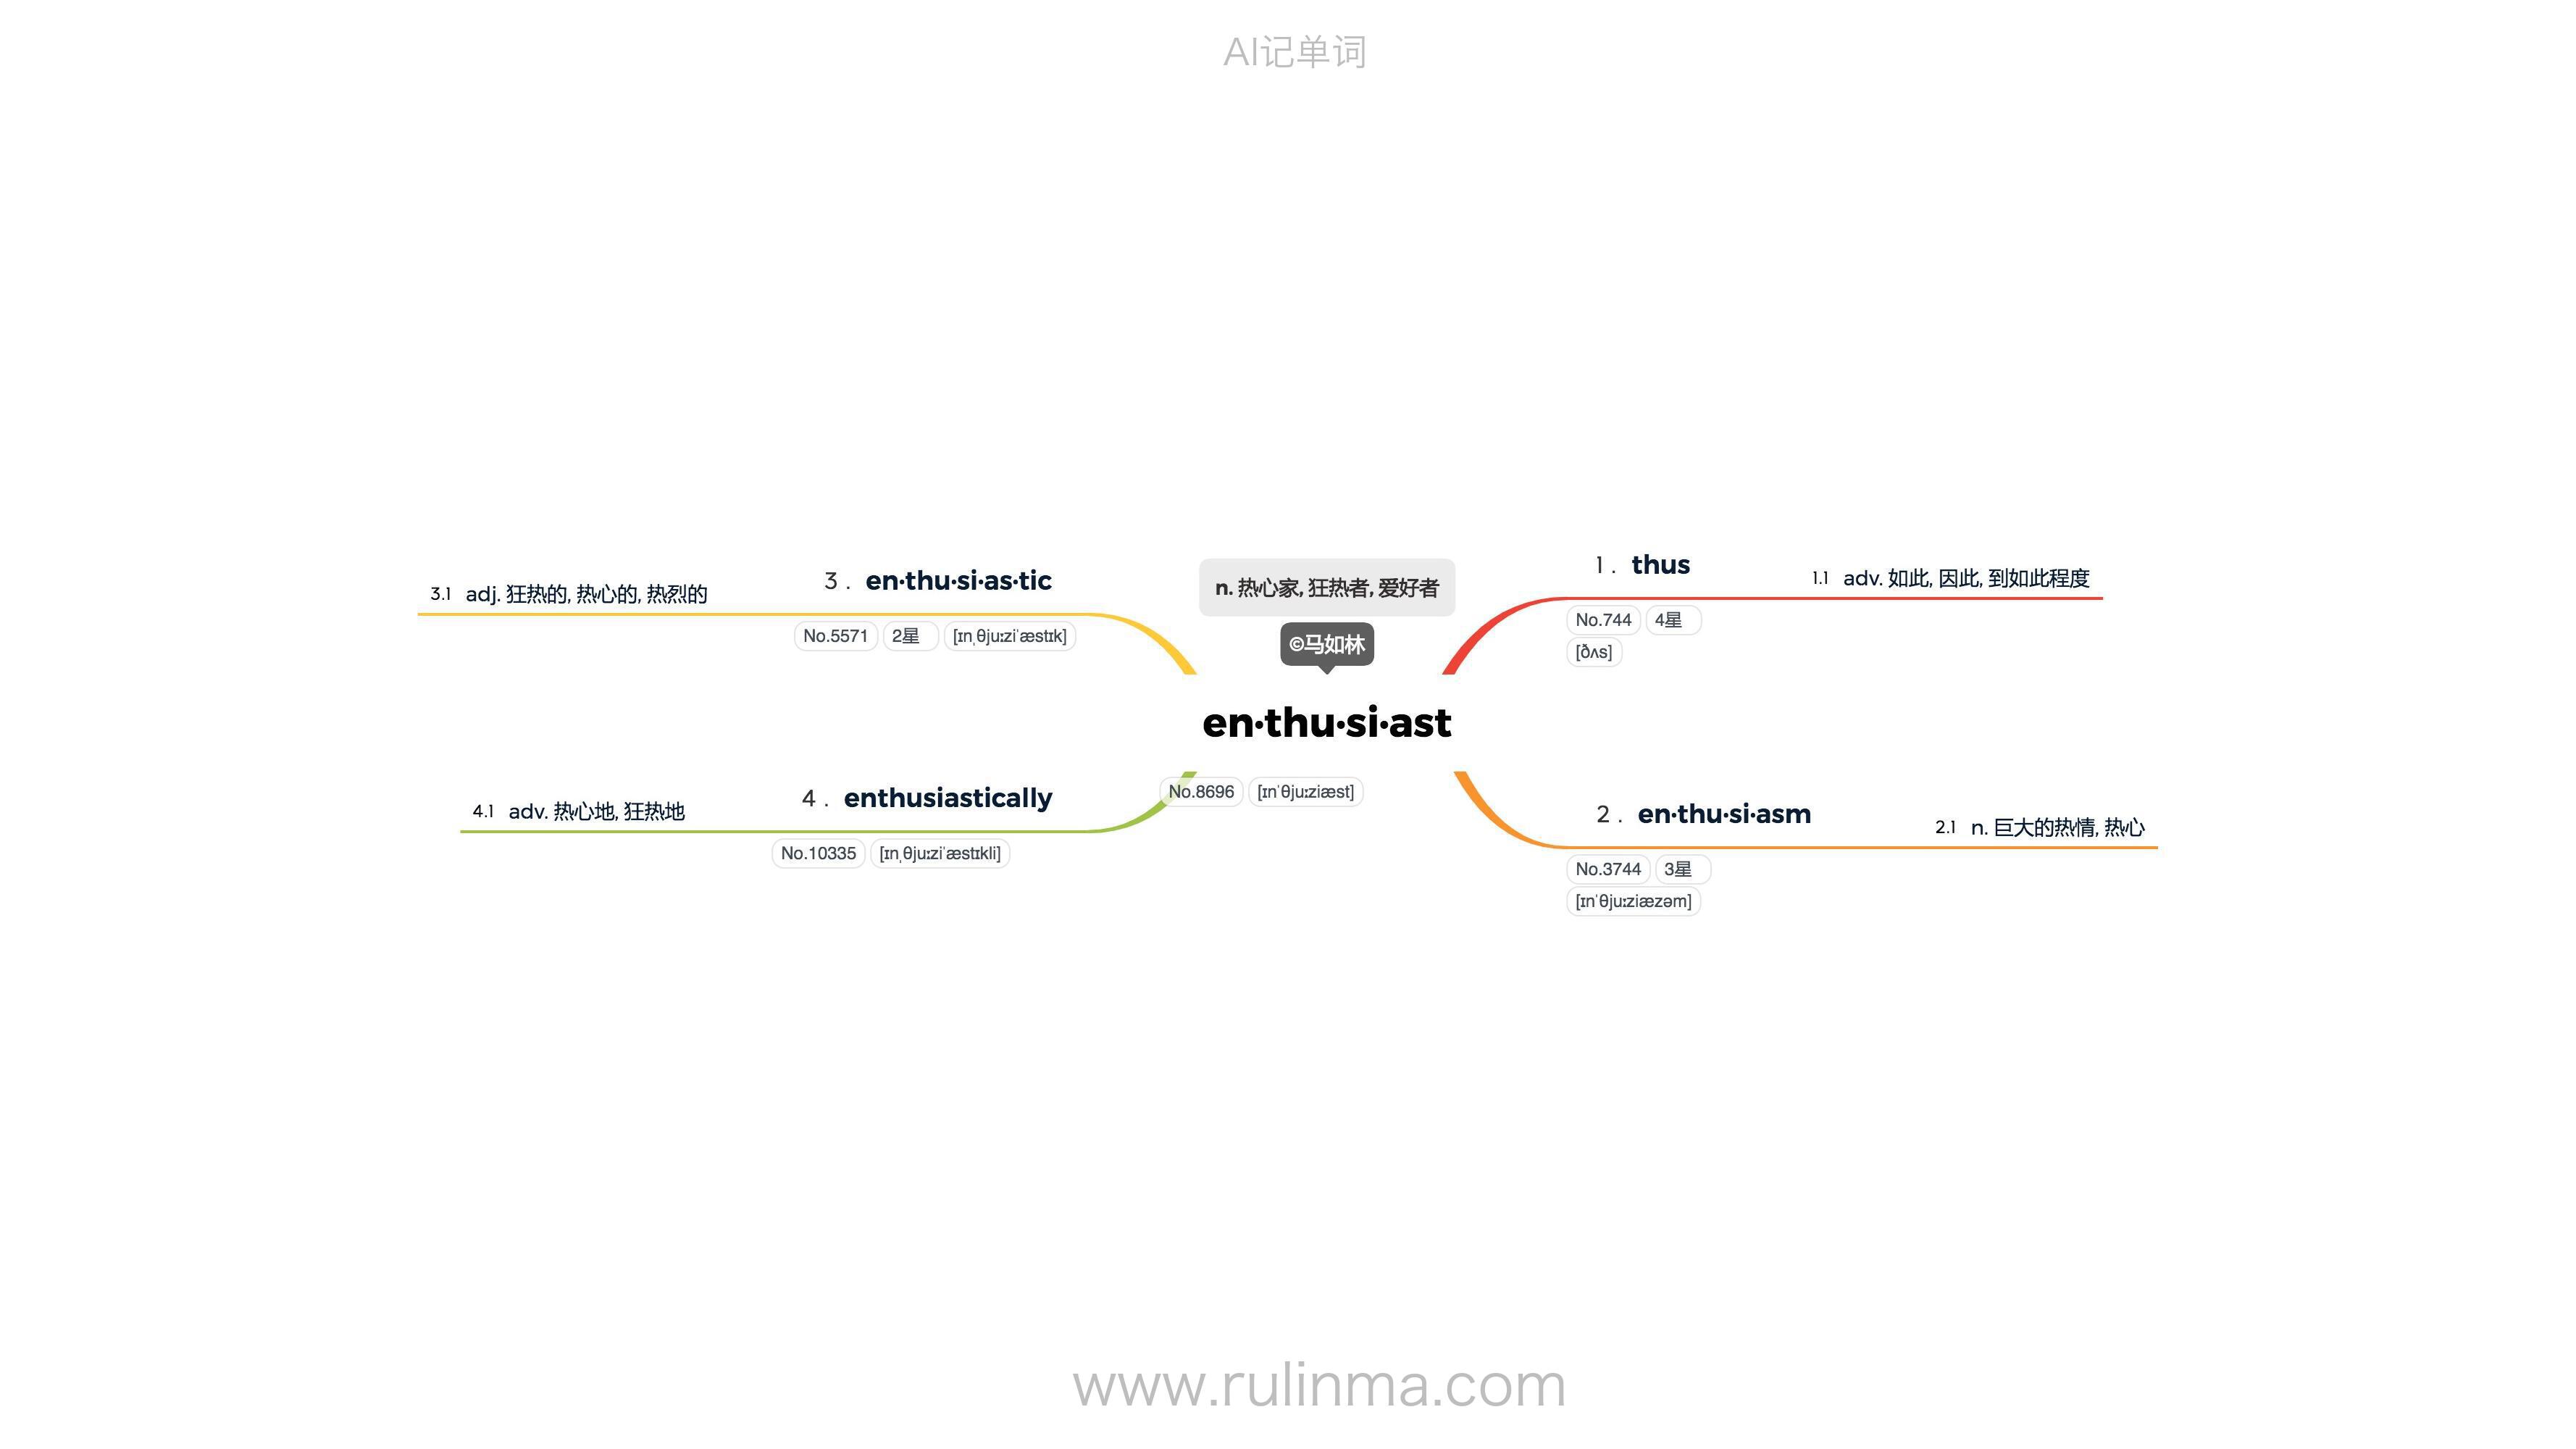 AI记单词
n. 热心家, 狂热者, 爱好者
©马如林
en·thu·si·ast
No.8696 [ɪnˈθjuːziæst]
1. thus
1.1 adv. 如此, 因此, 到如此程度
No.744 4星
[ðʌs]
2. en·thu·si·asm
2.1 n. 巨大的热情, 热心
No.3744 3星
[ɪnˈθjuːziæzəm]
3. en·thu·si·as·tic
3.1 adj. 狂热的, 热心的, 热烈的
No.5571 2星 [ɪnˌθjuːziˈæstɪk]
4. enthusiastically
4.1 adv. 热心地, 狂热地
No.10335 [ɪnˌθjuːziˈæstɪkli]
www.rulinma.com